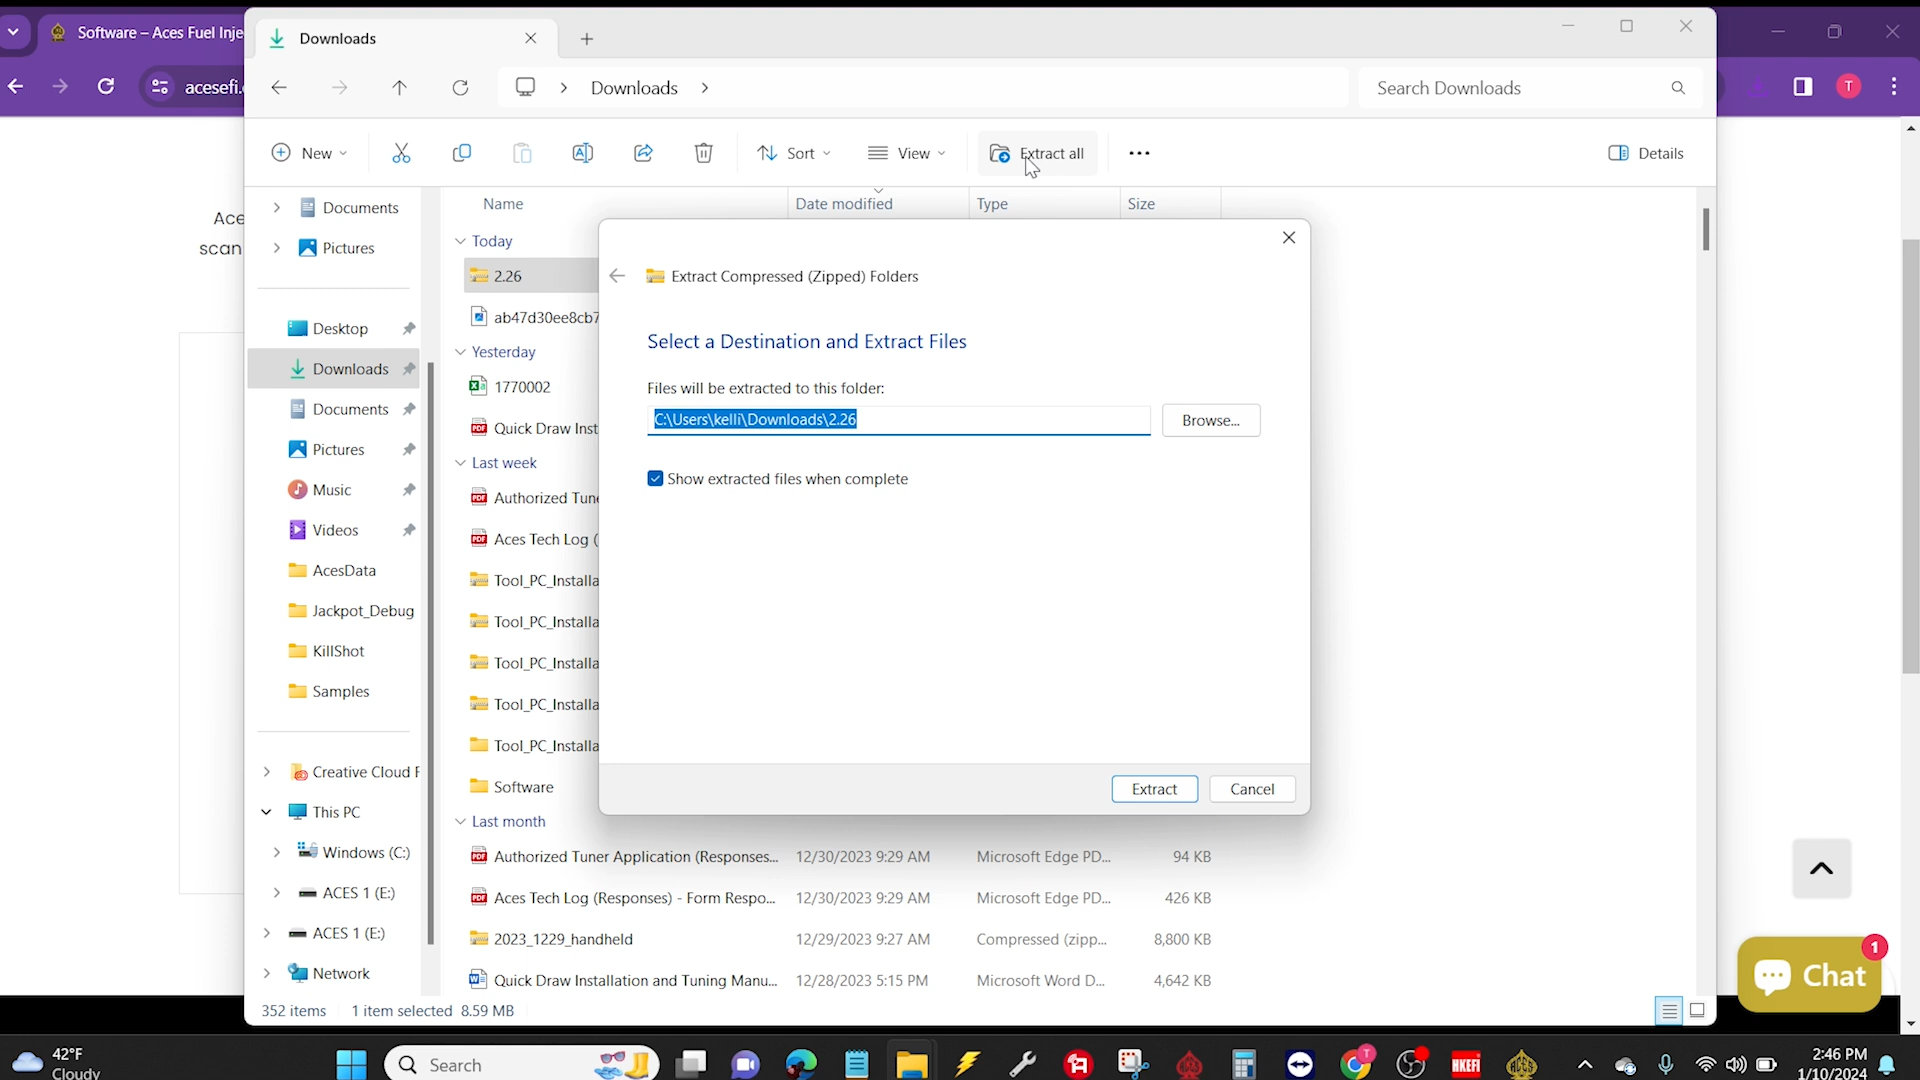 Software – Aces Fuel Inje
acesefi.
Downloads
Downloads
Search Downloads
New
Sort
View
Extract all
Details
Ace
scan
Documents
Pictures
Desktop
Downloads
Documents
Pictures
Music
Videos
AcesData
Jackpot_Debug
KillShot
Samples
Creative Cloud F
This PC
Windows (C:)
ACES 1 (E:)
ACES 1 (E:)
Network
Name
Date modified
Type
Size
Today
2.26
ab47d30ee8cb7
Yesterday
1770002
Quick Draw Inst
Last week
Authorized Tune
Aces Tech Log (
Tool_PC_Installa
Tool_PC_Installa
Tool_PC_Installa
Tool_PC_Installa
Tool_PC_Installa
Software
Last month
Authorized Tuner Application (Responses... 12/30/2023 9:29 AM Microsoft Edge PD... 94 KB
Aces Tech Log (Responses) - Form Respo... 12/30/2023 9:29 AM Microsoft Edge PD... 426 KB
2023_1229_handheld 12/29/2023 9:27 AM Compressed (zipp... 8,800 KB
Quick Draw Installation and Tuning Manu... 12/28/2023 5:15 PM Microsoft Word D... 4,642 KB
Extract Compressed (Zipped) Folders
Select a Destination and Extract Files
Files will be extracted to this folder:
C:\Users\kelli\Downloads\2.26
Browse...
Show extracted files when complete
Extract
Cancel
352 items
1 item selected 8.59 MB
1
Chat
42°F
Cloudy
Search
T
T
HKEFI
2:46 PM
1/10/2024